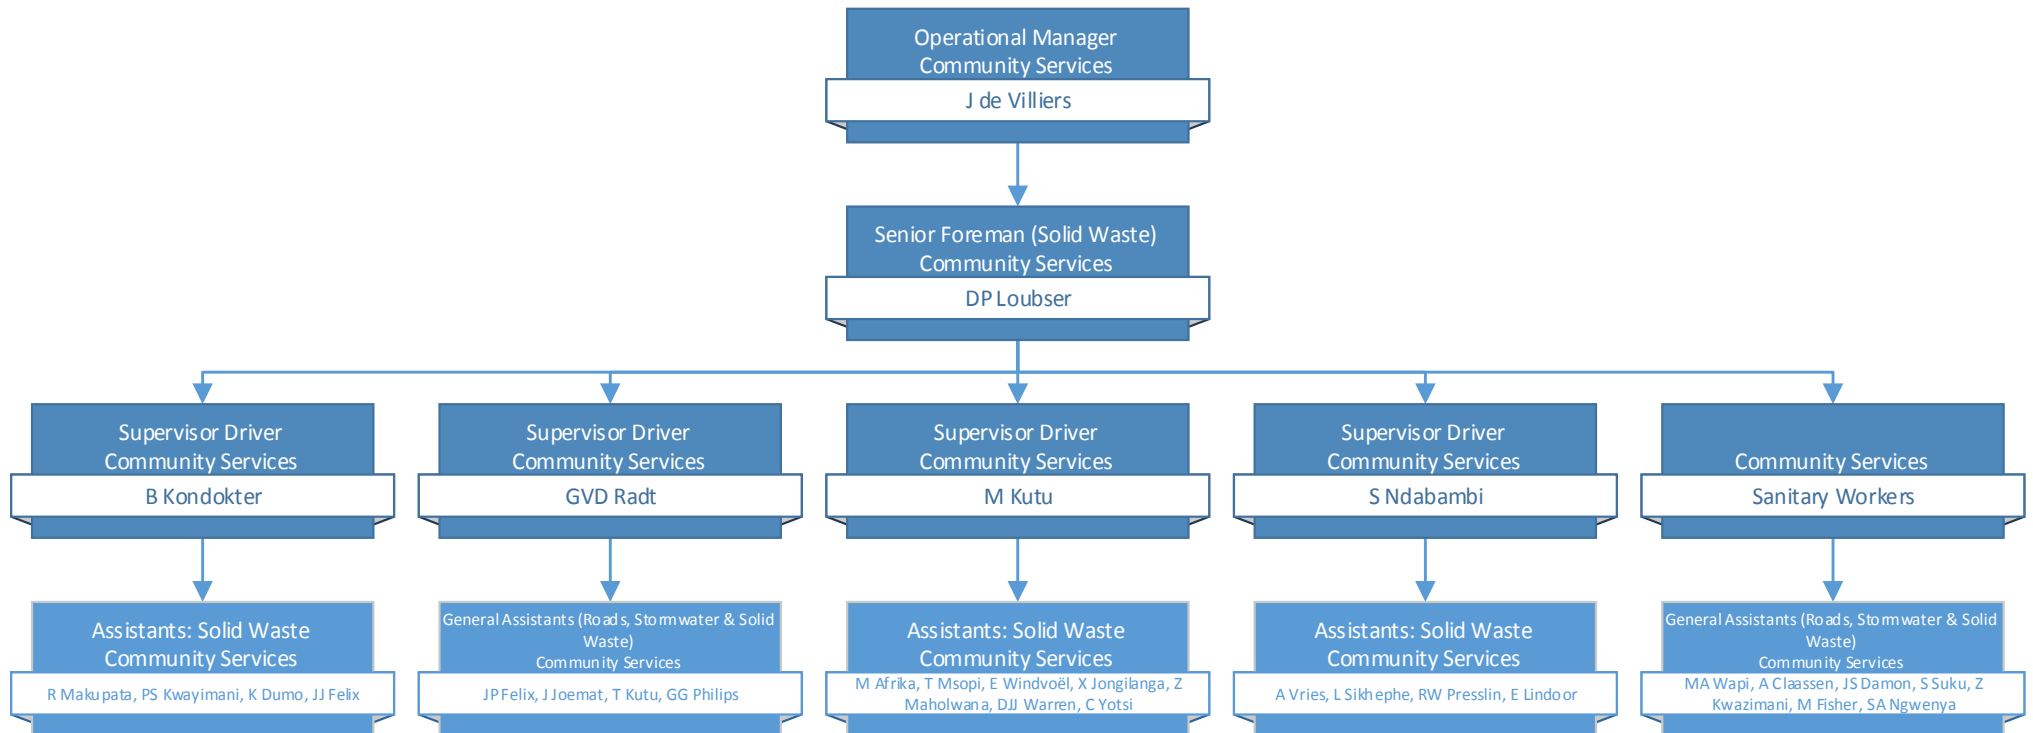 Operational Manager
Community Services
J de Villiers
Senior Foreman (Solid Waste)
Community Services
DP Loubser
Supervisor Driver
Community Services
B Kondokter
Supervisor Driver
Community Services
GVD Radt
Supervisor Driver
Community Services
M Kutu
Supervisor Driver
Community Services
S Ndabambi
Community Services
Sanitary Workers
Assistants: Solid Waste
Community Services
R Makupata, PS Kwayimani, K Dumo, JJ Felix
General Assistants (Roads, Stormwater & Solid
Waste)
Community Services
JP Felix, J Joemat, T Kutu, GG Philips
Assistants: Solid Waste
Community Services
M Afrika, T Msopi, E Windvoël, X Jongilanga, Z
Maholwana, DJJ Warren, C Yotsi
Assistants: Solid Waste
Community Services
A Vries, L Sikhephe, RW Presslin, E Lindoor
General Assistants (Roads, Stormwater & Solid
Waste)
Community Services
MA Wapi, A Claassen, JS Damon, S Suku, Z
Kwazimani, M Fisher, SA Ngwenya